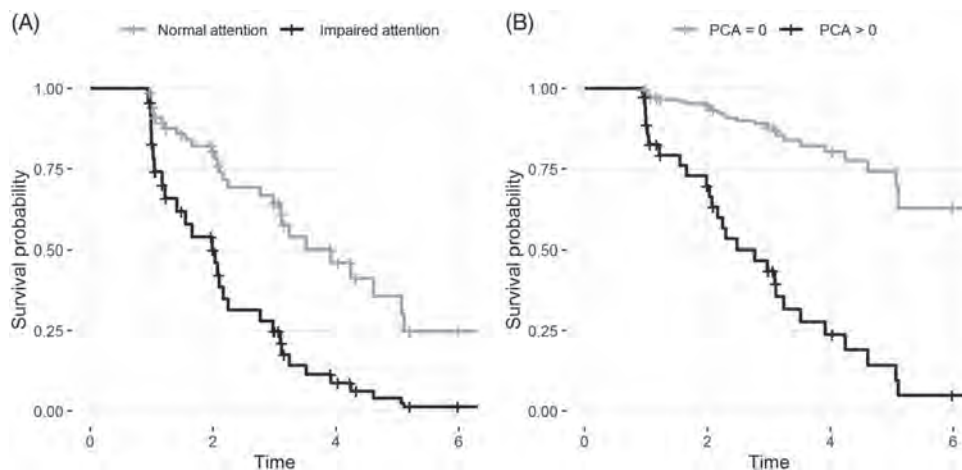 (A)
Normal attention Impaired attention
Survival probability
1.00
0.75
0.50
0.25
0.00
0 2 4 6
Time
(B)
PCA = 0 PCA > 0
Survival probability
1.00
0.75
0.50
0.25
0.00
0 2 4 6
Time